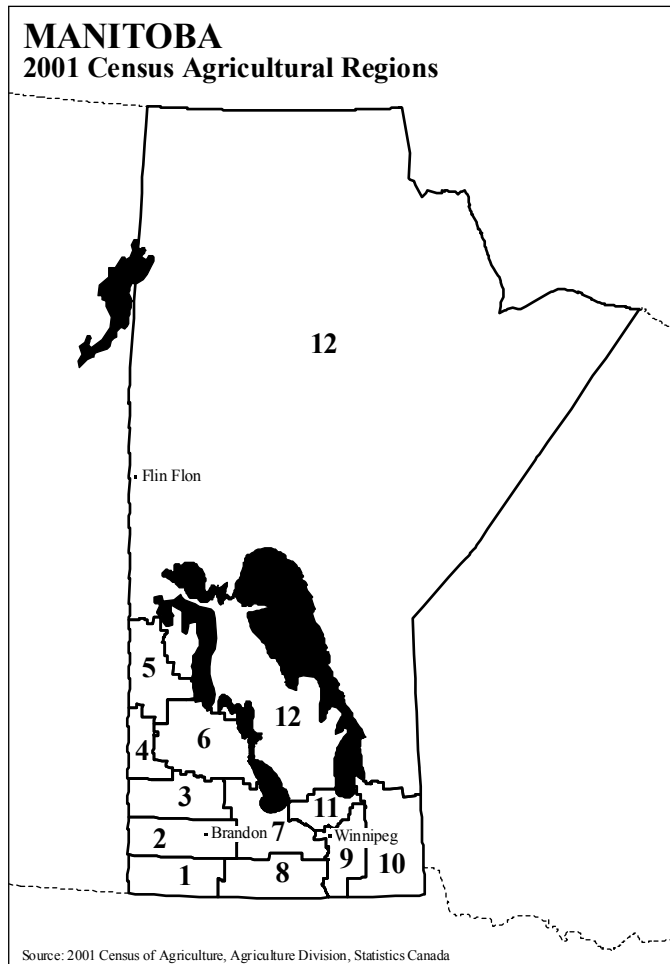 MANITOBA
2001 Census Agricultural Regions
12
Flin Flon
5
12
6
4
3
11
7
Brandon
Winnipeg
2
9
10
8
1
Source: 2001 Census of Agriculture, Agriculture Division, Statistics Canada